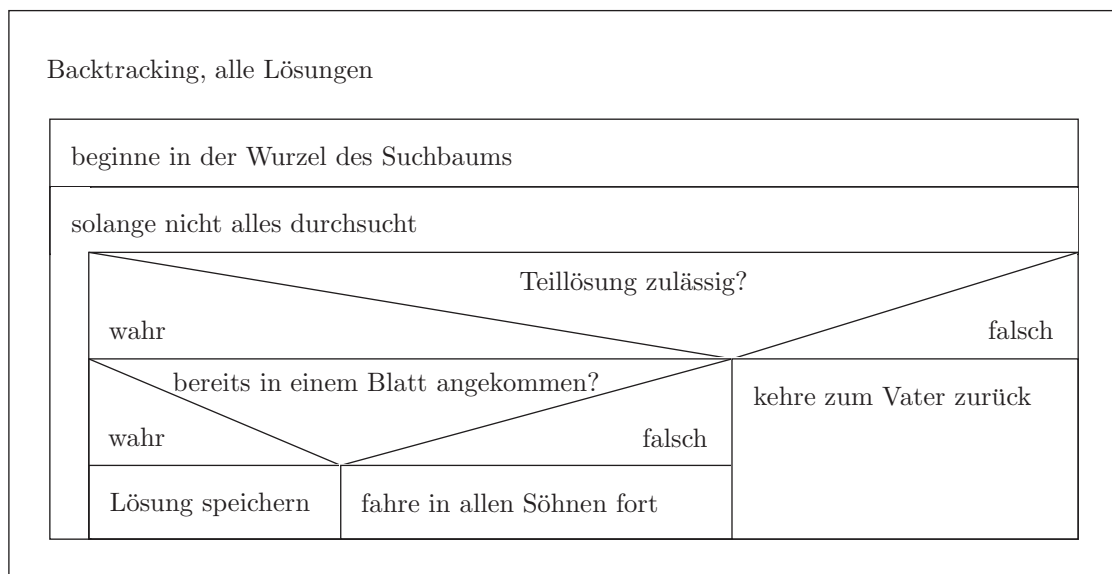 Backtracking, alle Lösungen
beginne in der Wurzel des Suchbaums
solange nicht alles durchsucht
Teillösung zulässig?
wahr
falsch
bereits in einem Blatt angekommen?
wahr
falsch
kehre zum Vater zurück
Lösung speichern
fahre in allen Söhnen fort